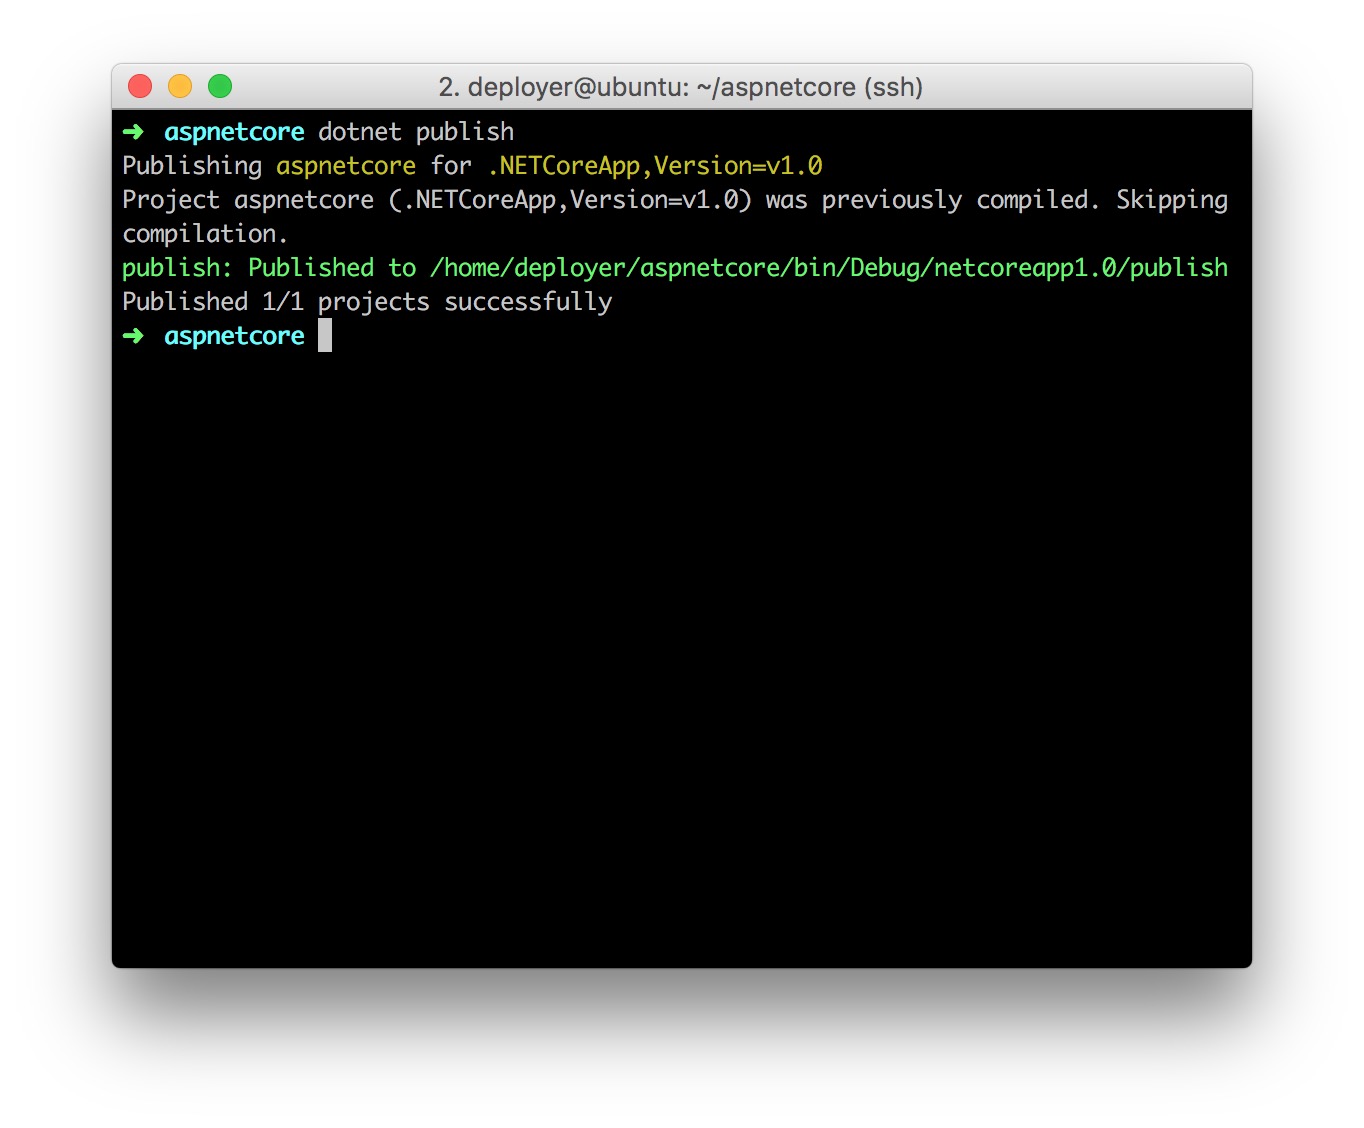 2. deployer@ubuntu: ~/aspnetcore (ssh)
➜ aspnetcore dotnet publish
Publishing aspnetcore for .NETCoreApp,Version=v1.0
Project aspnetcore (.NETCoreApp,Version=v1.0) was previously compiled. Skipping
compilation.
publish: Published to /home/deployer/aspnetcore/bin/Debug/netcoreapp1.0/publish
Published 1/1 projects successfully
➜ aspnetcore